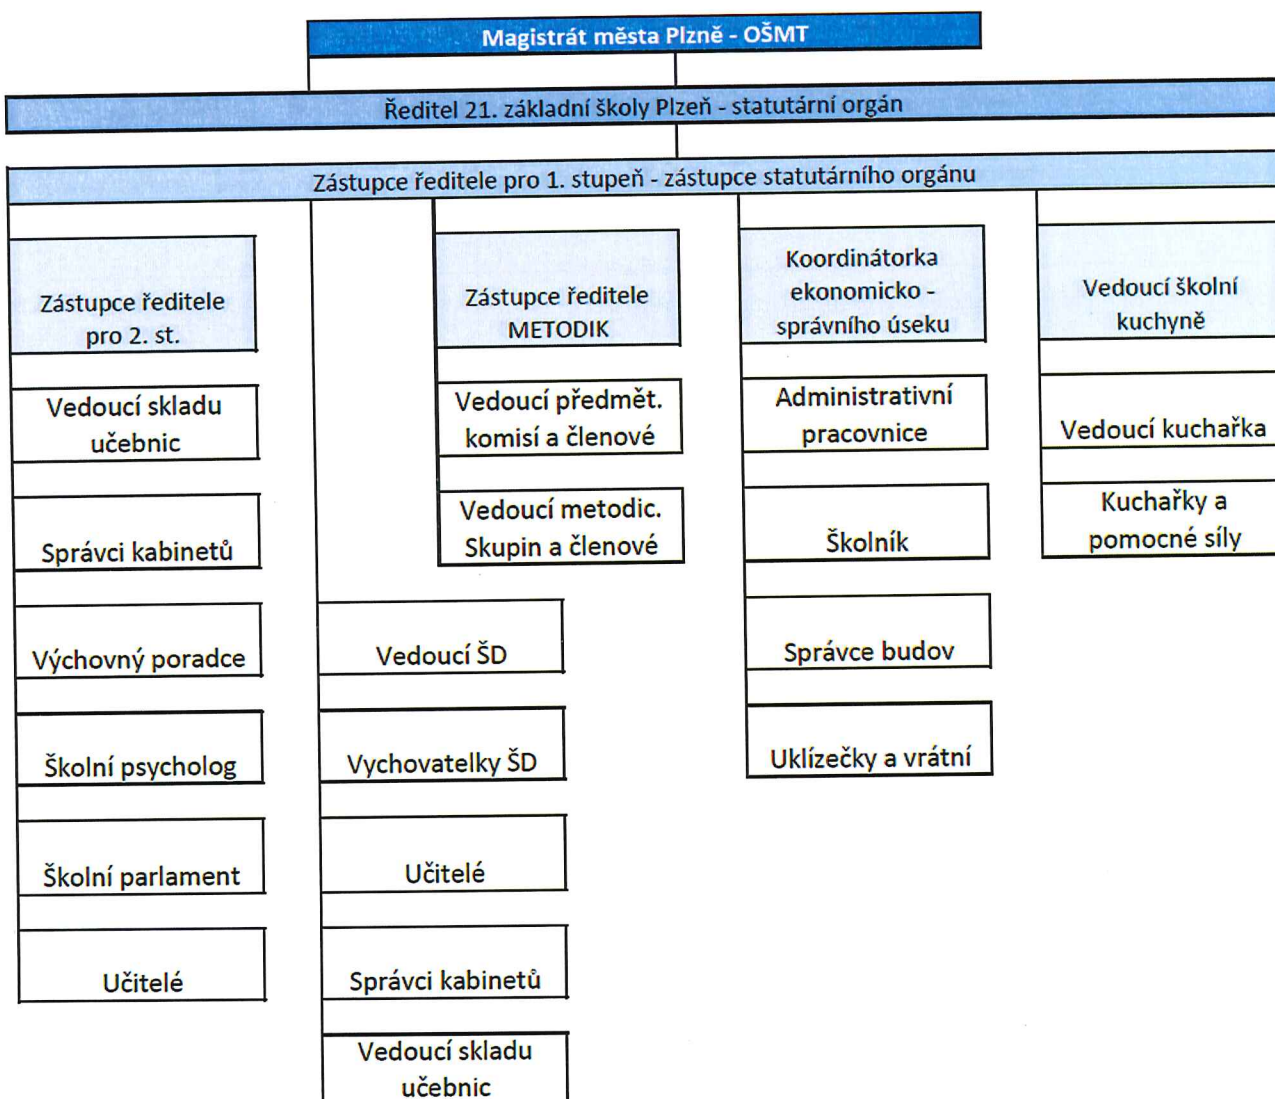 Magistrát města Plzně - OŠMT
Ředitel 21. základní školy Plzeň - statutární orgán
Zástupce ředitele pro 1. stupeň - zástupce statutárního orgánu
Zástupce ředitele
pro 2. st.
Vedoucí skladu
učebnic
Správci kabinetů
Výchovný poradce
Školní psycholog
Školní parlament
Učitelé
Vedoucí ŠD
Vychovatelky ŠD
Učitelé
Správci kabinetů
Vedoucí skladu
učebnic
Zástupce ředitele
METODIK
Vedoucí předmět.
komisí a členové
Vedoucí metodic.
Skupin a členové
Koordinátorka
ekonomicko -
správního úseku
Administrativní
pracovnice
Školník
Správce budov
Uklízečky a vrátní
Vedoucí školní
kuchyně
Vedoucí kuchařka
Kuchařky a
pomocné síly